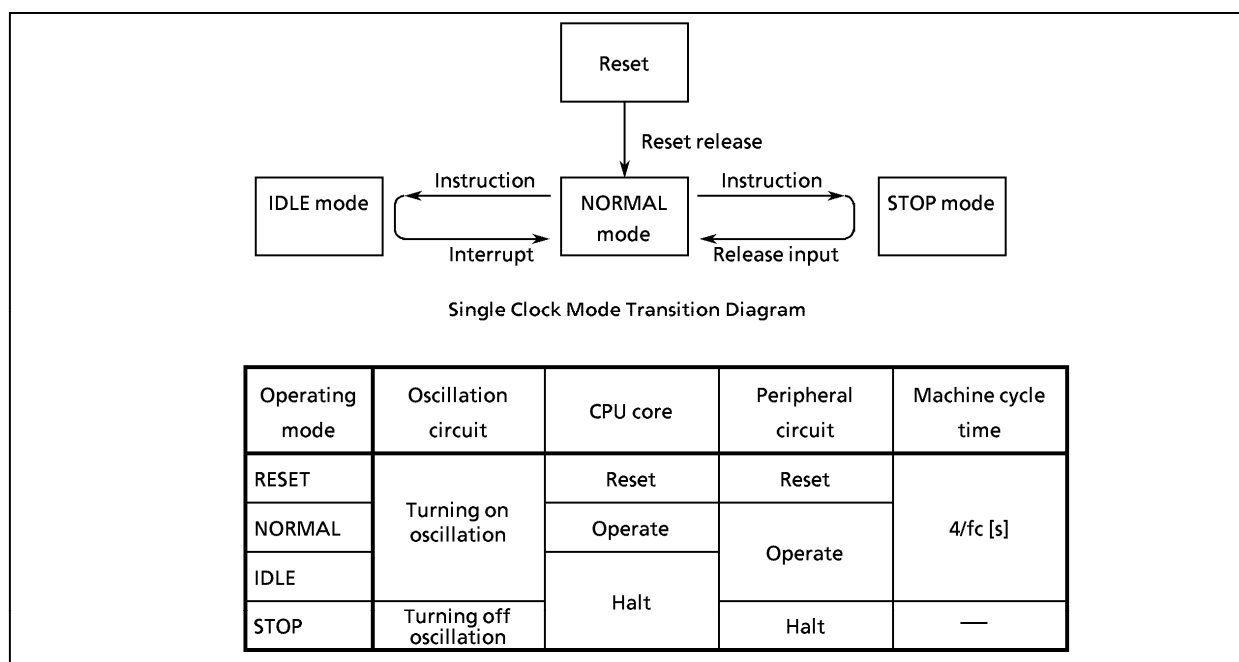 Reset
Reset release
IDLE mode
Instruction
Interrupt
NORMAL
mode
Instruction
Release input
STOP mode
Single Clock Mode Transition Diagram
Operating
mode
Oscillation
circuit
CPU core
Peripheral
circuit
Machine cycle
time
RESET
Turning on
oscillation
Reset
Reset
4/fc [s]
NORMAL
Operate
Operate
IDLE
Halt
STOP
Turning off
oscillation
Halt
—